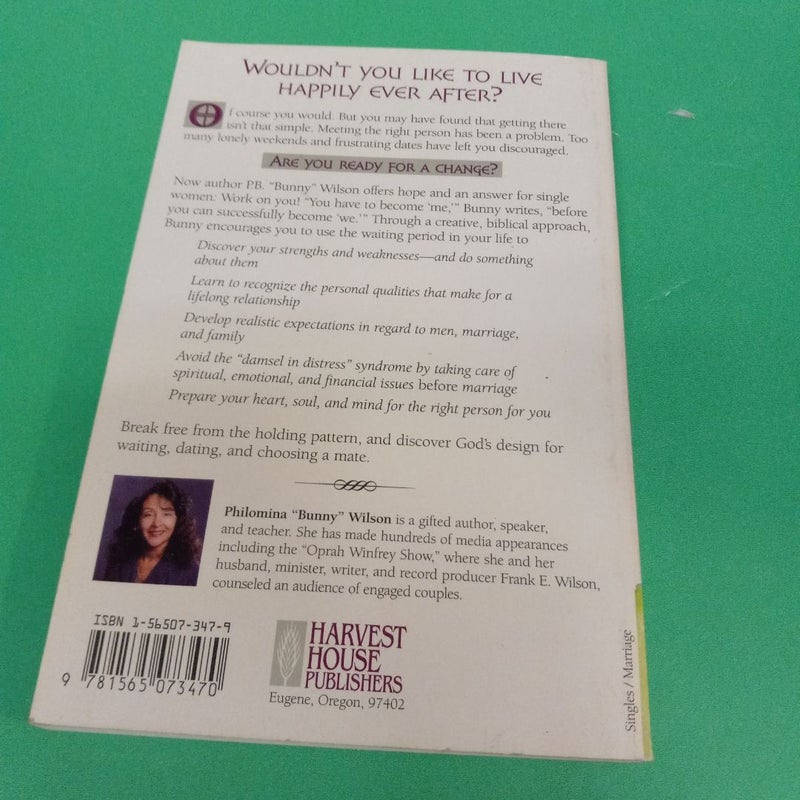 WOULDN'T YOU LIKE TO LIVE
HAPPILY EVER AFTER?
Of course you would. But you may have found that getting there
isn't that simple. Meeting the right person has been a problem. Too
many lonely weekends and frustrating dates have left you discouraged.
ARE YOU READY FOR A CHANGE?
Now author P.B. "Bunny" Wilson offers hope and an answer for single
women: Work on you! "You have to become 'me,'" Bunny writes, "before
you can successfully become 'we.'" Through a creative, biblical approach,
Bunny encourages you to use the waiting period in your life to
Discover your strengths and weaknesses—and do something
about them
Learn to recognize the personal qualities that make for a
lifelong relationship
Develop realistic expectations in regard to men, marriage,
and family
Avoid the "damsel in distress" syndrome by taking care of
spiritual, emotional, and financial issues before marriage
Prepare your heart, soul, and mind for the right person for you
Break free from the holding pattern, and discover God's design for
waiting, dating, and choosing a mate.
Philomina "Bunny" Wilson is a gifted author, speaker,
and teacher. She has made hundreds of media appearances
including the "Oprah Winfrey Show," where she and her
husband, minister, writer, and record producer Frank E. Wilson,
counseled an audience of engaged couples.
ISBN 1-56507-347-9
9 781565 073470
HARVEST
HOUSE
PUBLISHERS
Eugene, Oregon, 97402
Singles / Marriage